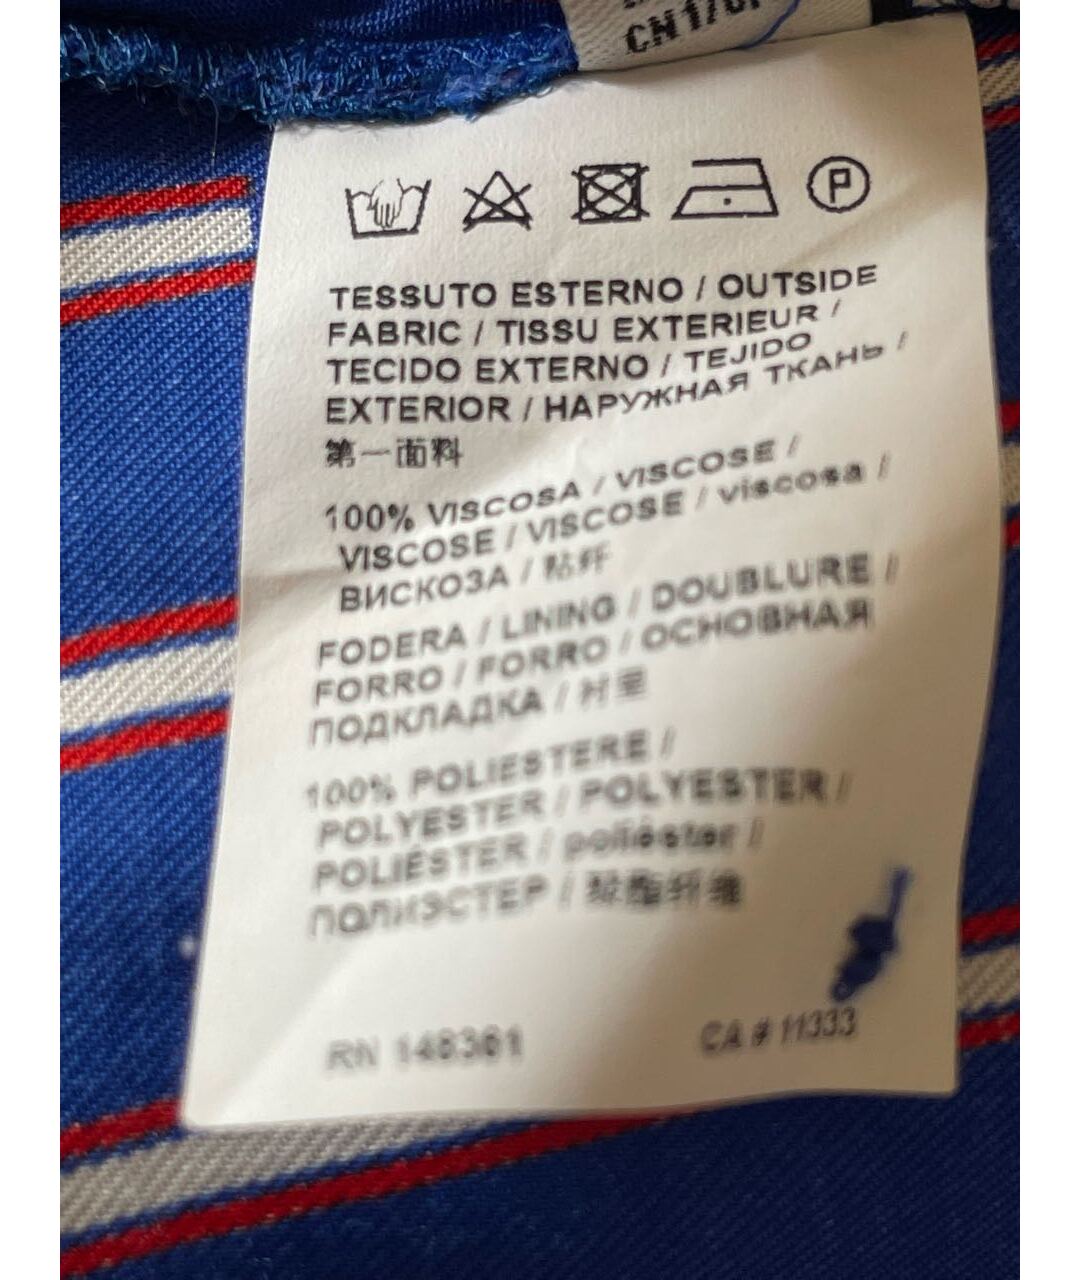 CN
P
TESSUTO ESTERNO / OUTSIDE
FABRIC / TISSU EXTERIEUR /
TECIDO EXTERNO / TEJIDO
EXTERIOR / НАРУЖНАЯ ТКАНЬ /
第一面料
100% VISCOSA / VISCOSE /
VISCOSE / VISCOSE / viscosa /
ВИСКОЗА / 粘纤
FODERA / LINING / DOUBLURE /
FORRO / FORRO / ОСНОВНАЯ
ПОДКЛАДКА / 衬里
100% POLIESTERE /
POLYESTER / POLYESTER /
POLIÉSTER / poliéster /
ПОЛИЭСТЕР / 聚酯纤维
RN 148361
CA # 11333